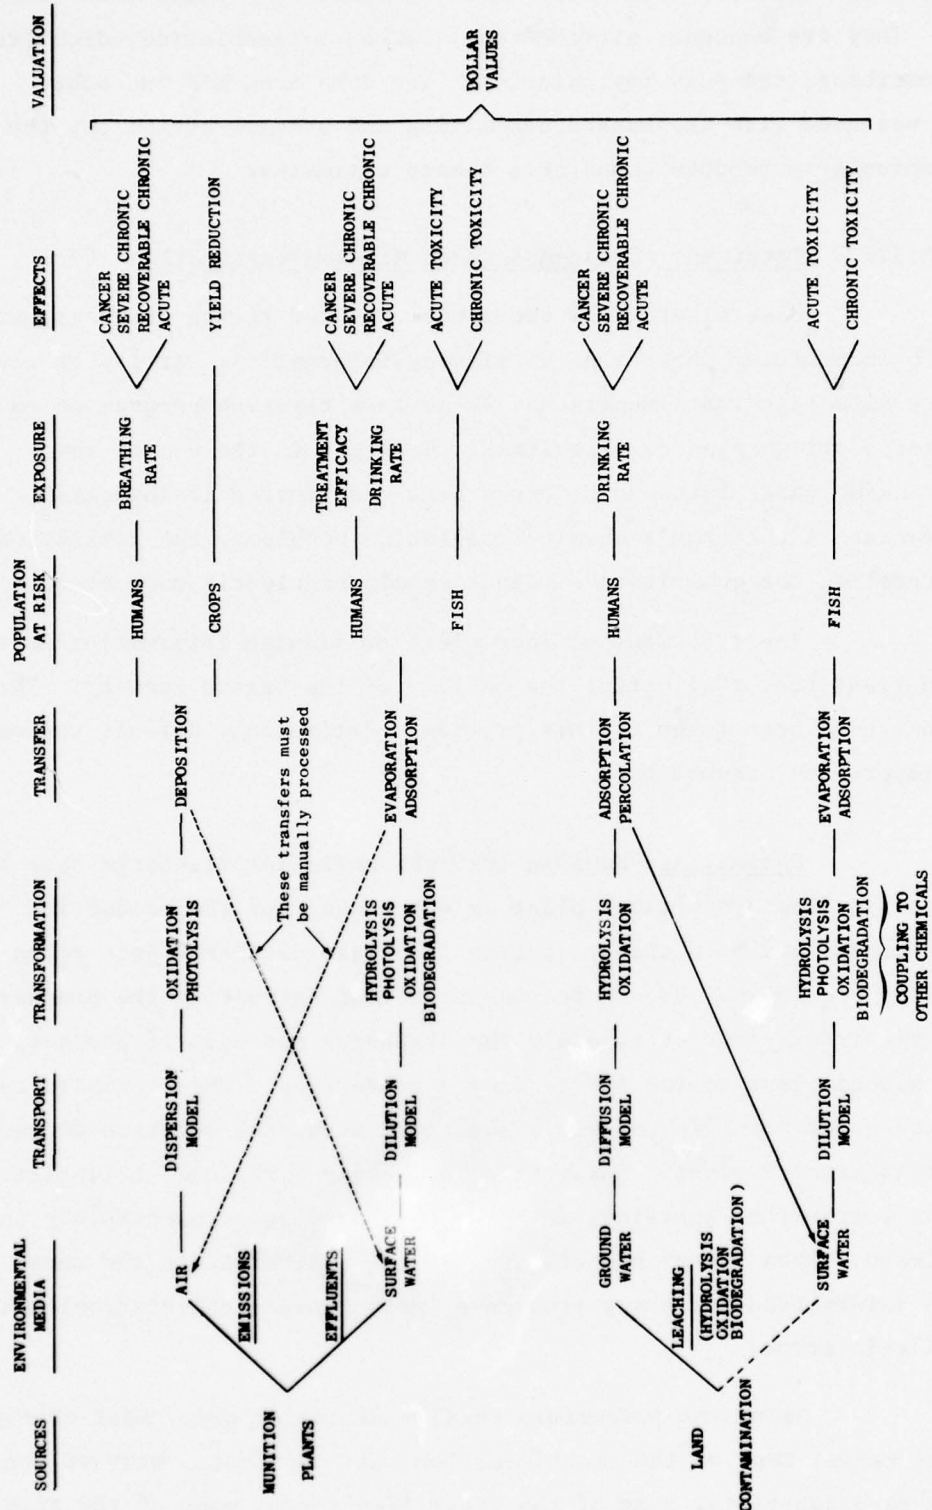 SOURCES
ENVIRONMENTAL
MEDIA
TRANSPORT
TRANSFORMATION
TRANSFER
POPULATION
AT RISK
EXPOSURE
EFFECTS
VALUATION
MUNITION
PLANTS
EMISSIONS
EFFLUENTS
AIR
DISPERSION
MODEL
OXIDATION
PHOTOLYSIS
DEPOSITION
HUMANS
BREATHING
RATE
CANCER
SEVERE CHRONIC
RECOVERABLE CHRONIC
ACUTE
CROPS
YIELD REDUCTION
These transfers must
be manually processed
SURFACE
WATER
DILUTION
MODEL
HYDROLYSIS
PHOTOLYSIS
OXIDATION
BIODEGRADATION
EVAPORATION
ADSORPTION
HUMANS
TREATMENT
EFFICACY
DRINKING
RATE
CANCER
SEVERE CHRONIC
RECOVERABLE CHRONIC
ACUTE
FISH
ACUTE TOXICITY
CHRONIC TOXICITY
DOLLAR
VALUES
LAND
CONTAMINATION
LEACHING
(HYDROLYSIS
OXIDATION
BIODEGRADATION)
GROUND
WATER
DIFFUSION
MODEL
HYDROLYSIS
OXIDATION
ADSORPTION
PERCOLATION
HUMANS
DRINKING
RATE
CANCER
SEVERE CHRONIC
RECOVERABLE CHRONIC
ACUTE
SURFACE
WATER
DILUTION
MODEL
HYDROLYSIS
PHOTOLYSIS
OXIDATION
BIODEGRADATION
COUPLING TO
OTHER CHEMICALS
EVAPORATION
ADSORPTION
FISH
ACUTE TOXICITY
CHRONIC TOXICITY